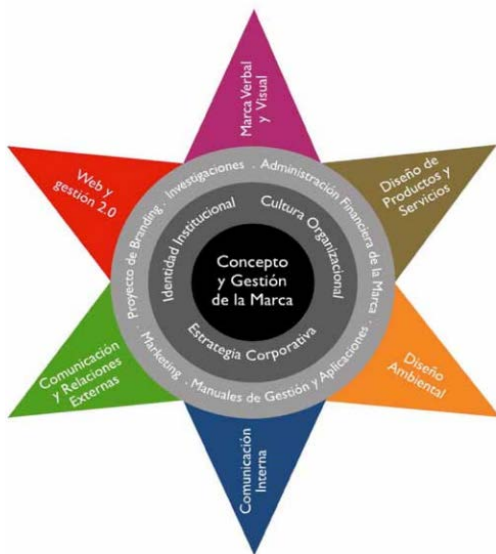 Marca Verbal
y Visual
Diseño de
Productos y
Servicios
Diseño
Ambiental
Comunicación
Interna
Comunicación
y Relaciones
Externas
Web y
gestión 2.0
Proyecto de Branding . Investigaciones . Administración Financiera de la Marca .
. Marketing . Manuales de Gestión y Aplicaciones
Identidad Institucional
Cultura Organizacional
Estrategia Corporativa
Concepto
y Gestión
de la Marca